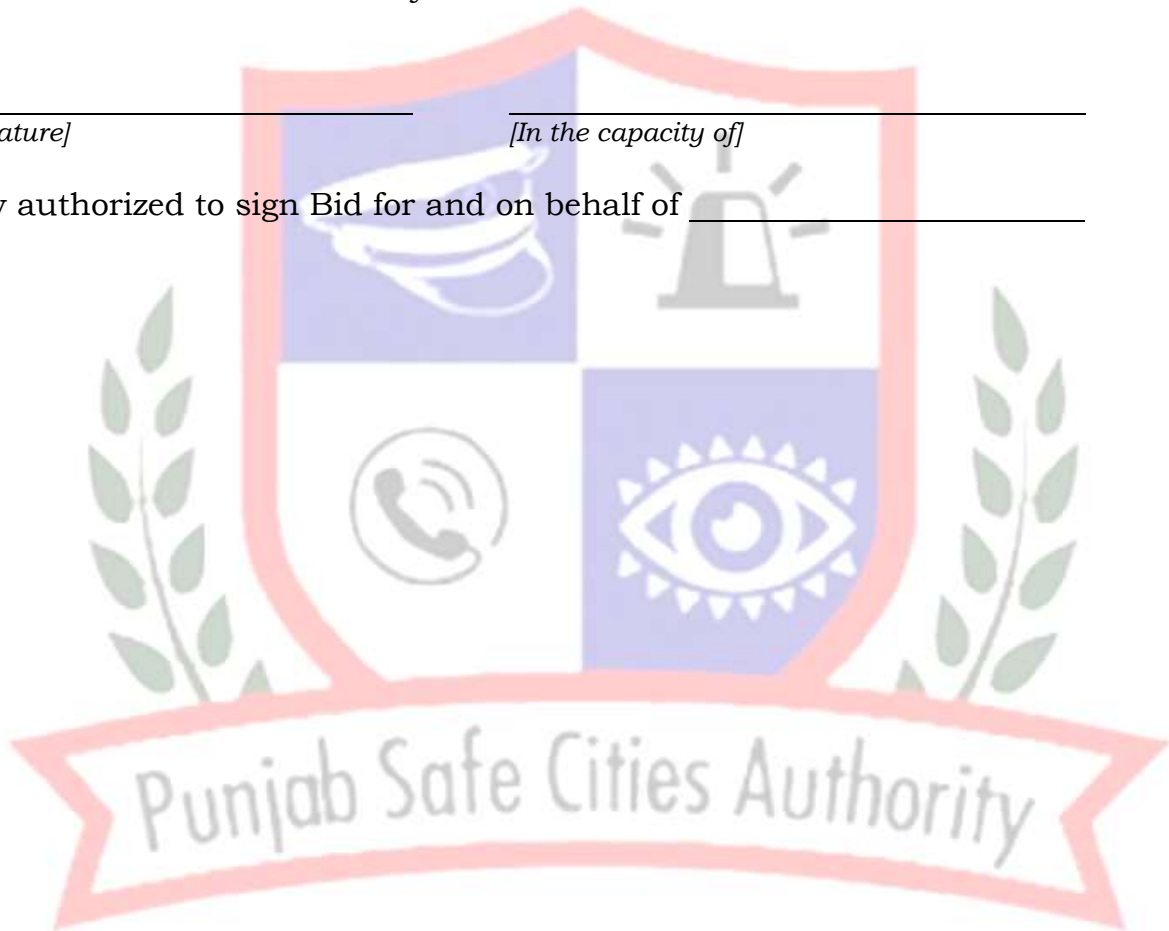 ature] [In the capacity of]
y authorized to sign Bid for and on behalf of
Punjab Safe Cities Authority